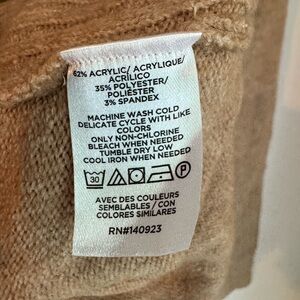 62% ACRYLIC/ ACRYLIQUE/
ACRÍLICO
35% POLYESTER/
POLIÉSTER
3% SPANDEX
MACHINE WASH COLD
DELICATE CYCLE WITH LIKE
COLORS
ONLY NON-CHLORINE
BLEACH WHEN NEEDED
TUMBLE DRY LOW
COOL IRON WHEN NEEDED
30 P
AVEC DES COULEURS
SEMBLABLES / CON
COLORES SIMILARES
RN#140923